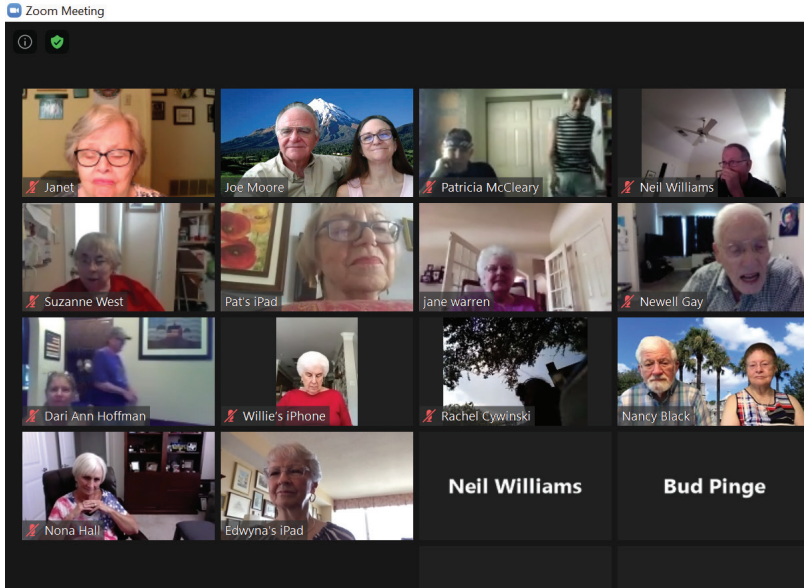 Zoom Meeting
Janet
Joe Moore
Patricia McCleary
Neil Williams
Suzanne West
Pat's iPad
jane warren
Newell Gay
Dari Ann Hoffman
Willie's iPhone
Rachel Cywinski
Nancy Black
Nona Hall
Edwyna's iPad
Neil Williams
Bud Pinge